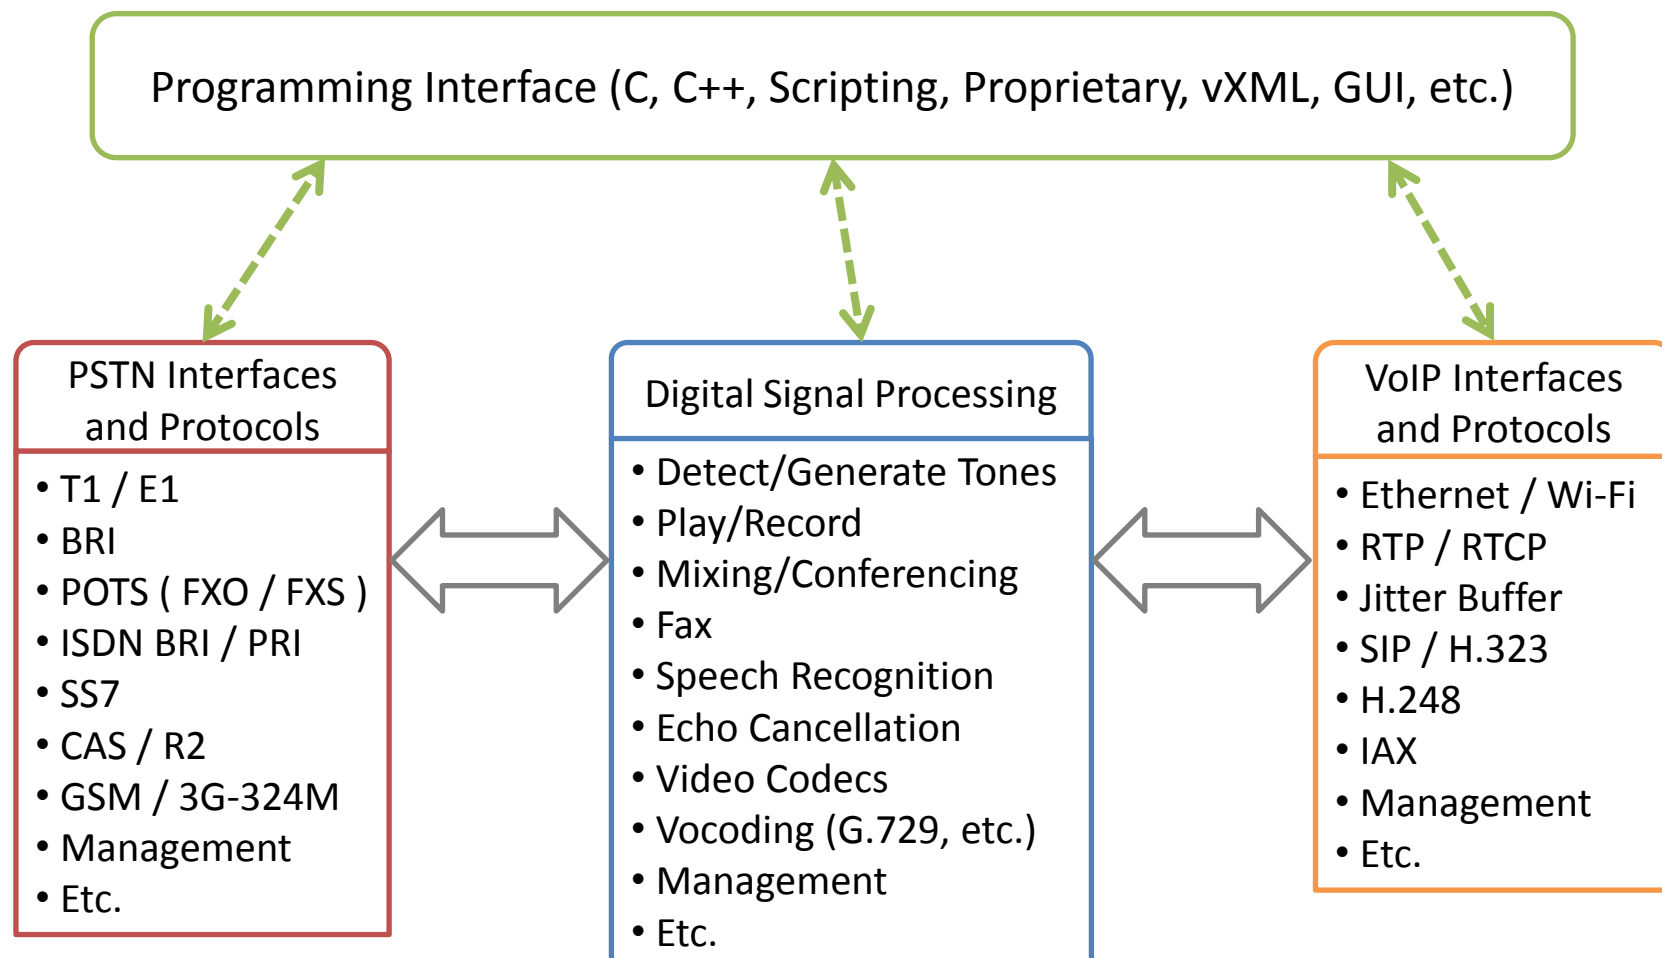 Programming Interface (C, C++, Scripting, Proprietary, vXML, GUI, etc.)
PSTN Interfaces
and Protocols
• T1 / E1
• BRI
• POTS ( FXO / FXS )
• ISDN BRI / PRI
• SS7
• CAS / R2
• GSM / 3G-324M
• Management
• Etc.
Digital Signal Processing
• Detect/Generate Tones
• Play/Record
• Mixing/Conferencing
• Fax
• Speech Recognition
• Echo Cancellation
• Video Codecs
• Vocoding (G.729, etc.)
• Management
• Etc.
VoIP Interfaces
and Protocols
• Ethernet / Wi-Fi
• RTP / RTCP
• Jitter Buffer
• SIP / H.323
• H.248
• IAX
• Management
• Etc.